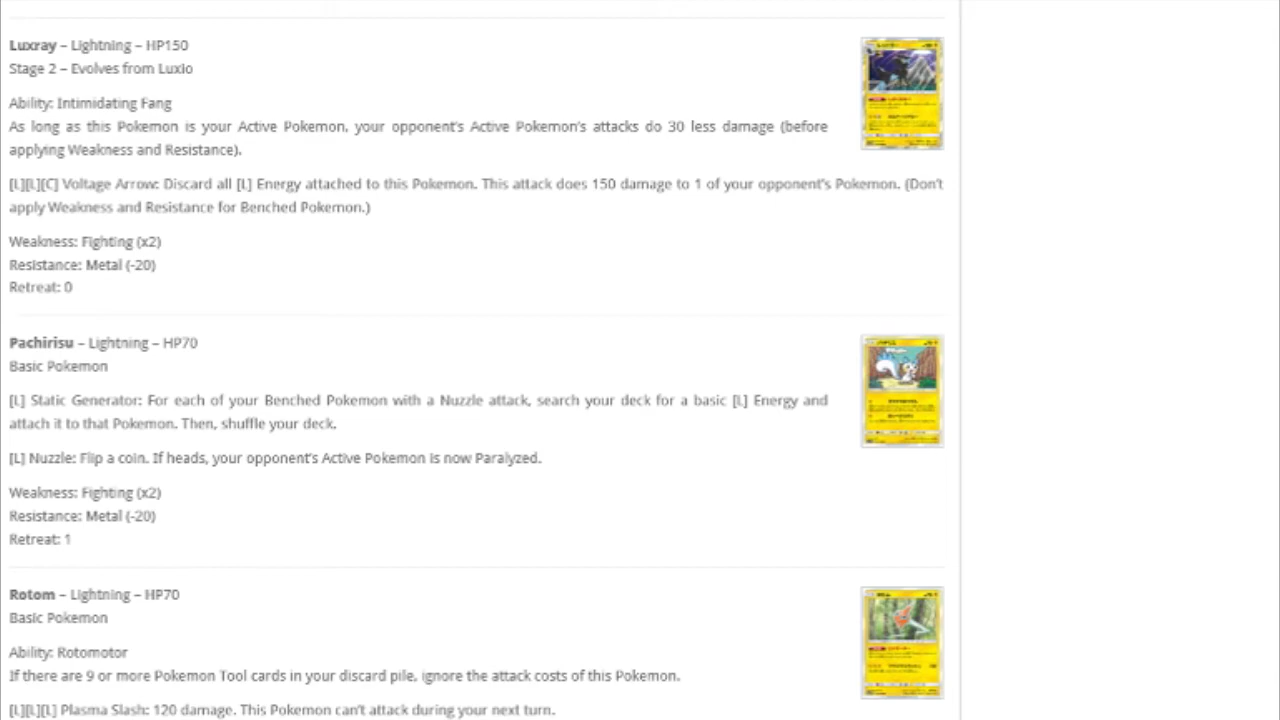 Luxray – Lightning – HP150
Stage 2 – Evolves from Luxio
Ability: Intimidating Fang
As long as this Pokemon is your Active Pokemon, your opponent's Active Pokemon's attacks do 30 less damage (before
applying Weakness and Resistance).
[L][L][C] Voltage Arrow: Discard all [L] Energy attached to this Pokemon. This attack does 150 damage to 1 of your opponent's Pokemon. (Don't
apply Weakness and Resistance for Benched Pokemon.)
Weakness: Fighting (x2)
Resistance: Metal (-20)
Retreat: 0
Pachirisu – Lightning – HP70
Basic Pokemon
[L] Static Generator: For each of your Benched Pokemon with a Nuzzle attack, search your deck for a basic [L] Energy and
attach it to that Pokemon. Then, shuffle your deck.
[L] Nuzzle: Flip a coin. If heads, your opponent's Active Pokemon is now Paralyzed.
Weakness: Fighting (x2)
Resistance: Metal (-20)
Retreat: 1
Rotom – Lightning – HP70
Basic Pokemon
Ability: Rotomotor
If there are 9 or more Pokemon Tool cards in your discard pile, ignore the attack costs of this Pokemon.
[L][L][L] Plasma Slash: 120 damage. This Pokemon can't attack during your next turn.